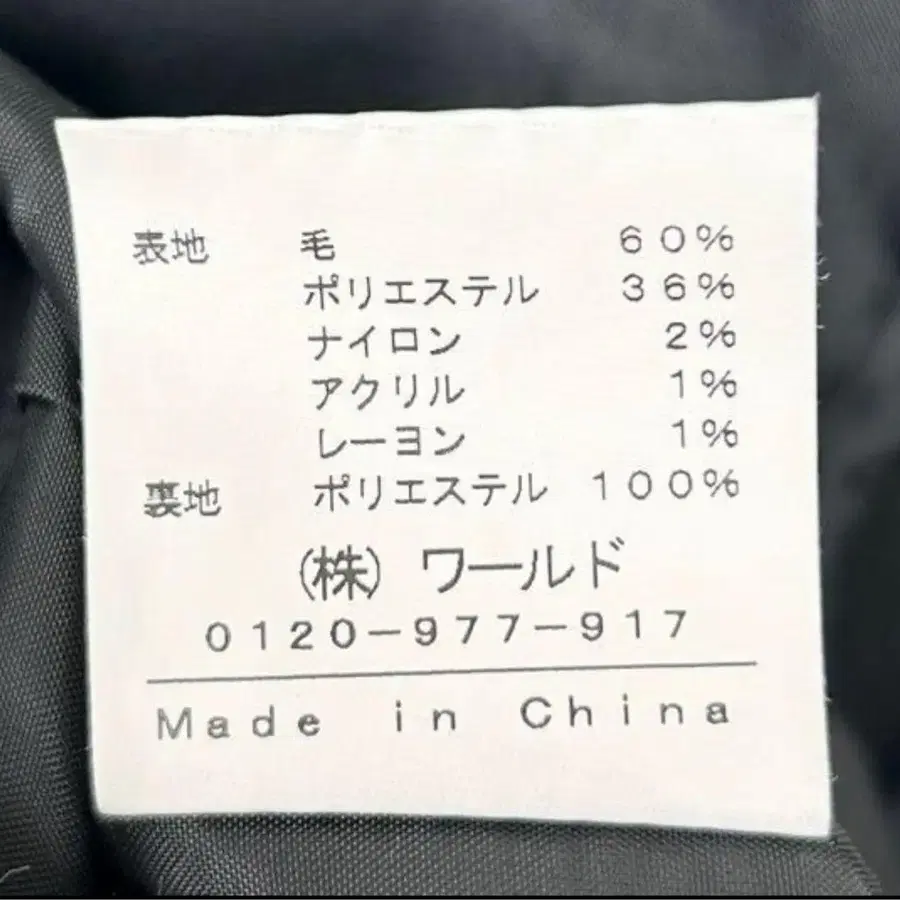 表地 毛 60%
ポリエステル 36%
ナイロン 2%
アクリル 1%
レーヨン 1%
裏地 ポリエステル 100%
(株) ワールド
0120-977-917
Made in China